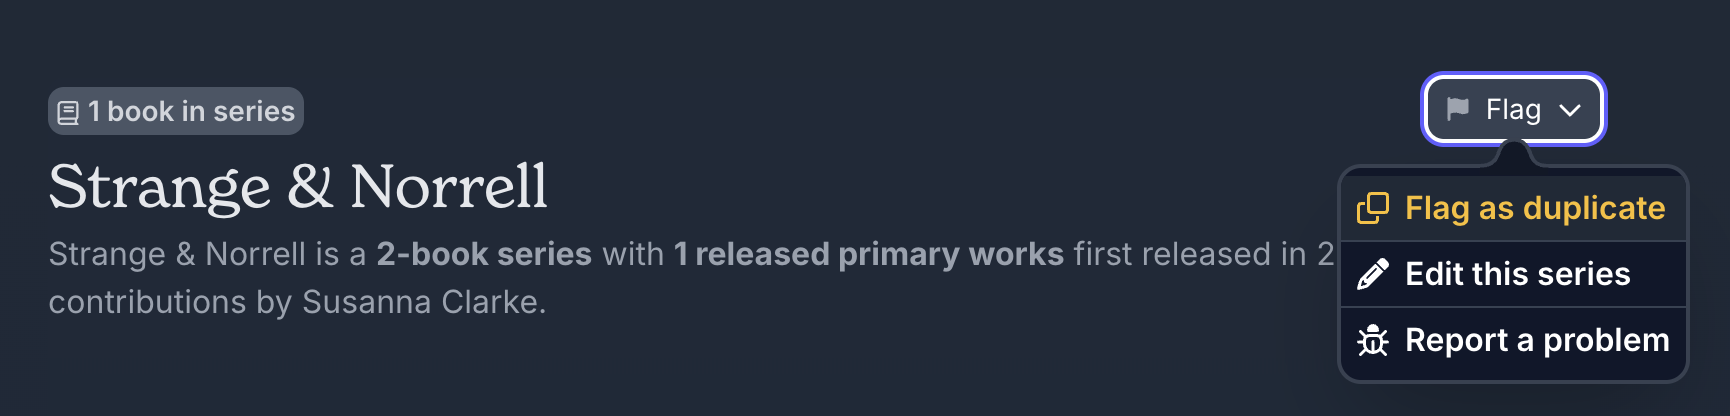 1 book in series
Flag
Strange & Norrell
Flag as duplicate
Strange & Norrell is a 2-book series with 1 released primary works first released in 2
Edit this series
contributions by Susanna Clarke.
Report a problem